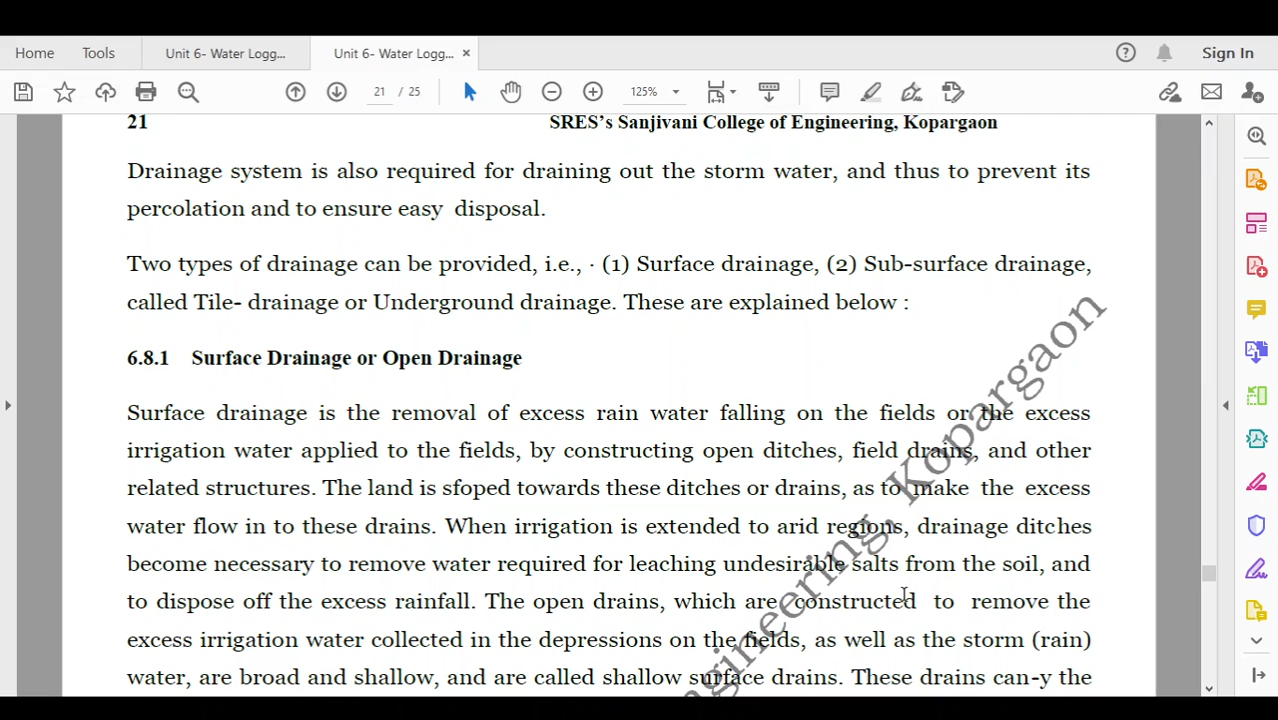 Home Tools Unit 6- Water Logg... Unit 6- Water Logg... × Sign In
21 / 25 125%
21 SRES's Sanjivani College of Engineering, Kopargaon
Drainage system is also required for draining out the storm water, and thus to prevent its
percolation and to ensure easy disposal.
Two types of drainage can be provided, i.e., · (1) Surface drainage, (2) Sub-surface drainage,
called Tile- drainage or Underground drainage. These are explained below :
6.8.1 Surface Drainage or Open Drainage
Surface drainage is the removal of excess rain water falling on the fields or the excess
irrigation water applied to the fields, by constructing open ditches, field drains, and other
related structures. The land is sfoped towards these ditches or drains, as to make the excess
water flow in to these drains. When irrigation is extended to arid regions, drainage ditches
become necessary to remove water required for leaching undesirable salts from the soil, and
to dispose off the excess rainfall. The open drains, which are constructed to remove the
excess irrigation water collected in the depressions on the fields, as well as the storm (rain)
water, are broad and shallow, and are called shallow surface drains. These drains can-y the
gineering, Kopargaon